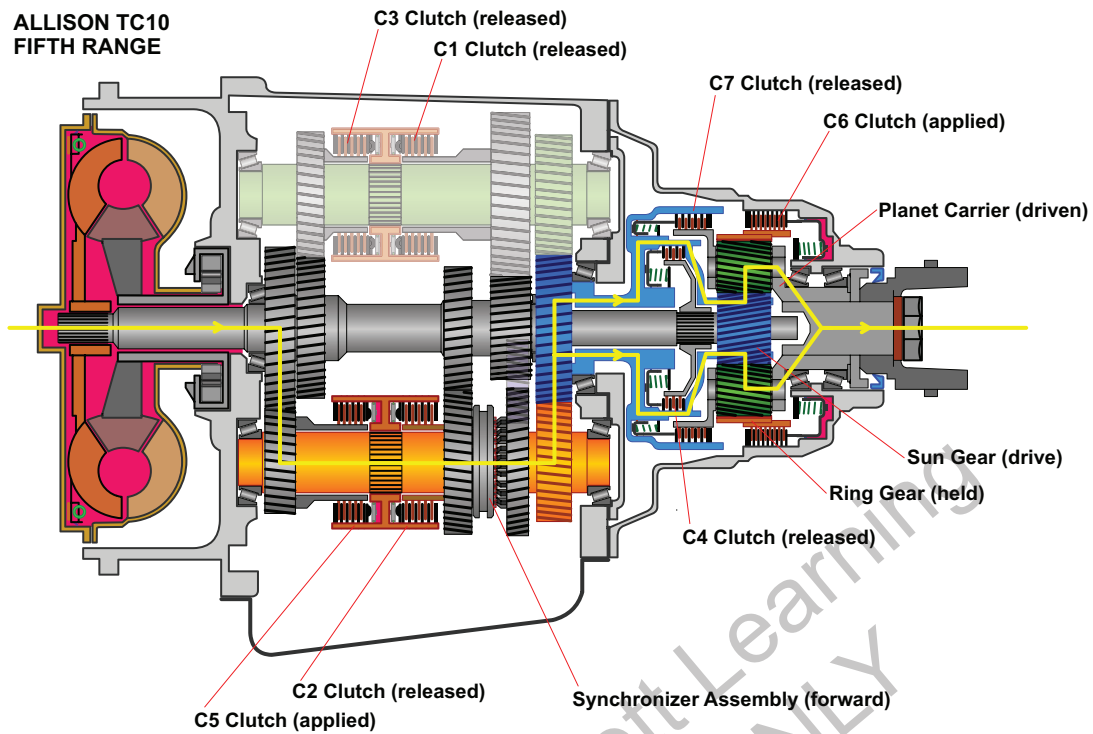 ALLISON TC10
FIFTH RANGE
C3 Clutch (released)
C1 Clutch (released)
C7 Clutch (released)
C6 Clutch (applied)
Planet Carrier (driven)
Sun Gear (drive)
Ring Gear (held)
C4 Clutch (released)
Synchronizer Assembly (forward)
C2 Clutch (released)
C5 Clutch (applied)
Learning